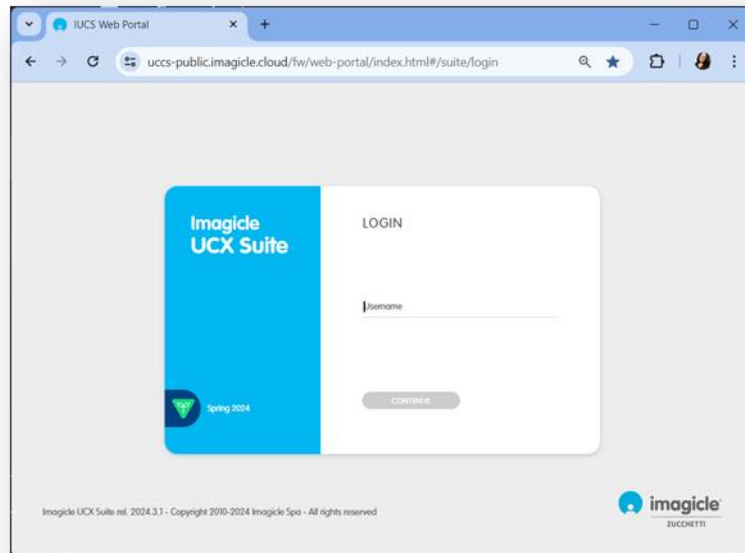 IUCS Web Portal
uccs-public.imagicle.cloud/fw/web-portal/index.html#/suite/login
Imagicle
UCX Suite
Spring 2024
LOGIN
Username
CONTINUE
Imagicle UCX Suite rel. 2024.3.1 - Copyright 2010-2024 Imagicle Spa - All rights reserved
imagicle
ZUCCHETTI